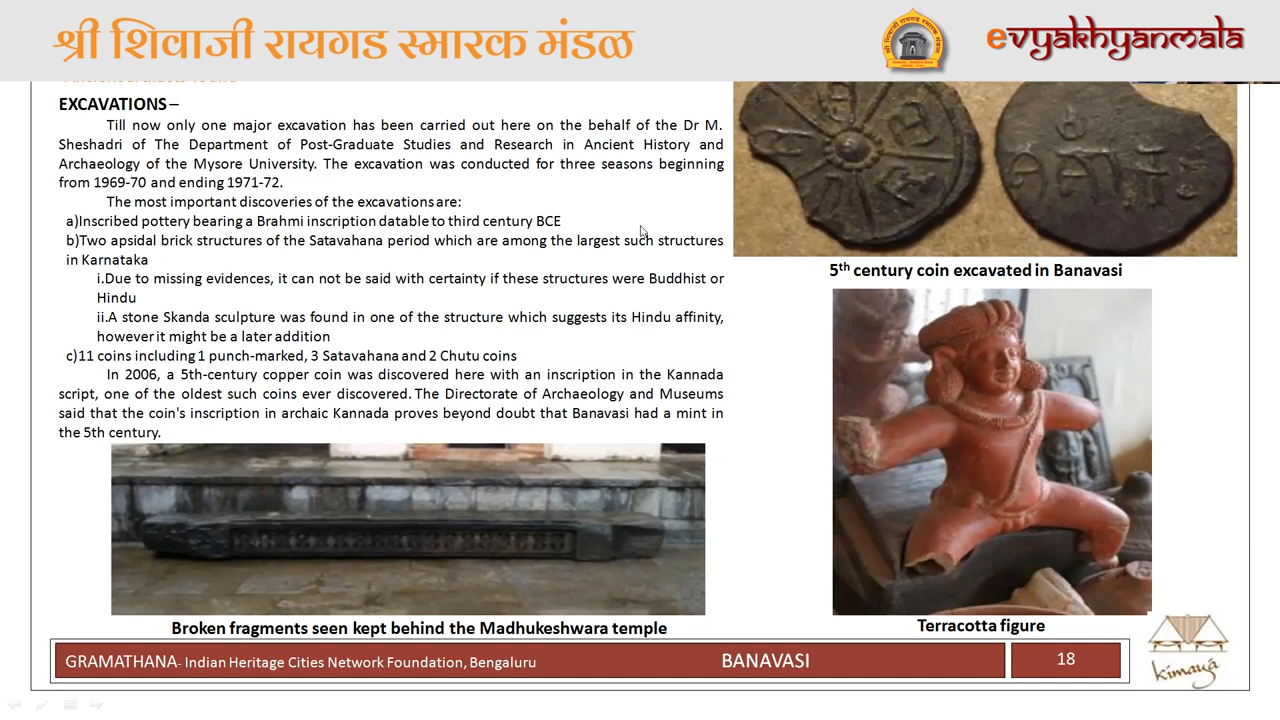 श्री शिवाजी रायगड स्मारक मंडळ
evyakhyanmala
EXCAVATIONS –
Till now only one major excavation has been carried out here on the behalf of the Dr M.
Sheshadri of The Department of Post-Graduate Studies and Research in Ancient History and
Archaeology of the Mysore University. The excavation was conducted for three seasons beginning
from 1969-70 and ending 1971-72.
The most important discoveries of the excavations are:
a)Inscribed pottery bearing a Brahmi inscription datable to third century BCE
b)Two apsidal brick structures of the Satavahana period which are among the largest such structures
in Karnataka
i.Due to missing evidences, it can not be said with certainty if these structures were Buddhist or
Hindu
ii.A stone Skanda sculpture was found in one of the structure which suggests its Hindu affinity,
however it might be a later addition
c)11 coins including 1 punch-marked, 3 Satavahana and 2 Chutu coins
In 2006, a 5th-century copper coin was discovered here with an inscription in the Kannada
script, one of the oldest such coins ever discovered. The Directorate of Archaeology and Museums
said that the coin's inscription in archaic Kannada proves beyond doubt that Banavasi had a mint in
the 5th century.
5th century coin excavated in Banavasi
Broken fragments seen kept behind the Madhukeshwara temple
Terracotta figure
GRAMATHANA- Indian Heritage Cities Network Foundation, Bengaluru
BANAVASI
18
kimayā